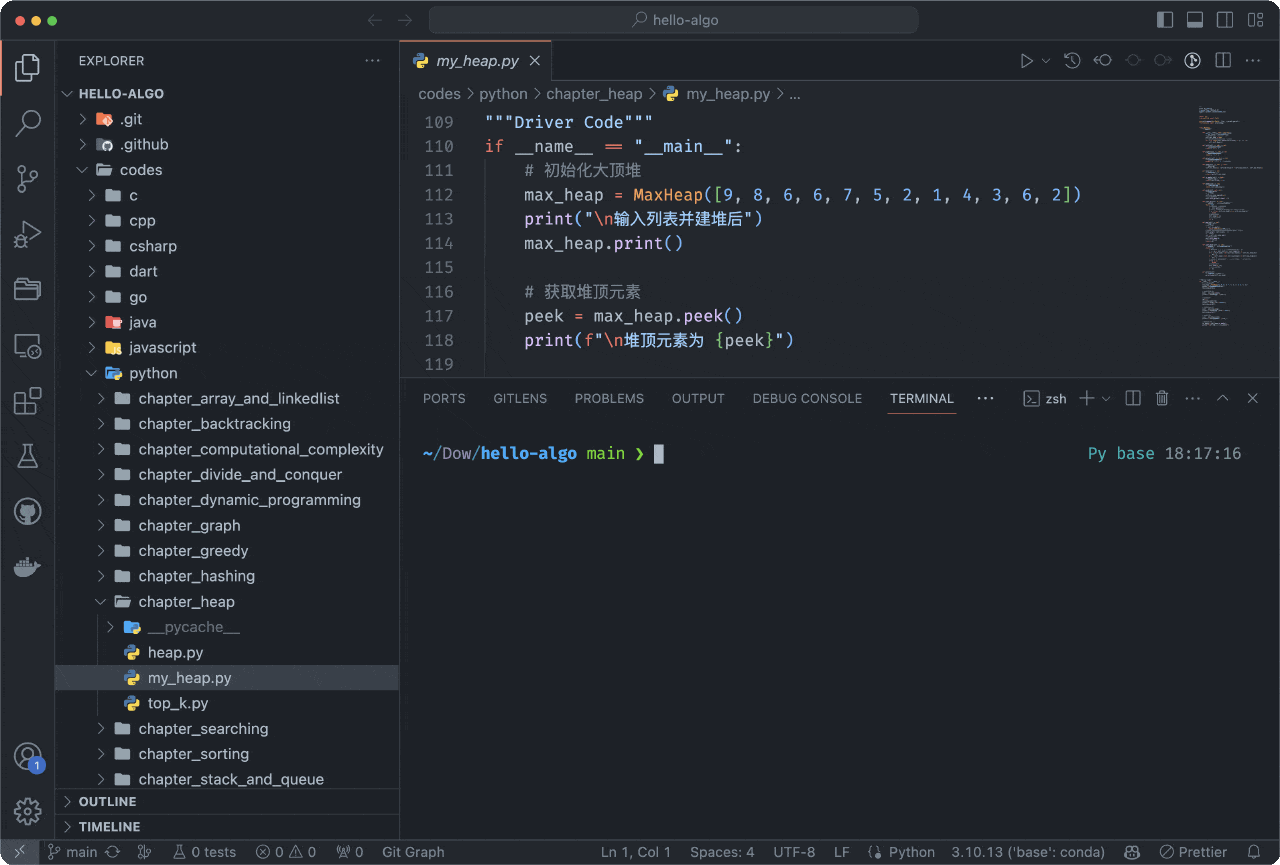 hello-algo
EXPLORER
HELLO-ALGO
.git
.github
codes
c
cpp
csharp
dart
go
java
javascript
python
chapter_array_and_linkedlist
chapter_backtracking
chapter_computational_complexity
chapter_divide_and_conquer
chapter_dynamic_programming
chapter_graph
chapter_greedy
chapter_hashing
chapter_heap
__pycache__
heap.py
my_heap.py
top_k.py
chapter_searching
chapter_sorting
chapter_stack_and_queue
OUTLINE
TIMELINE
1
my_heap.py
codes > python > chapter_heap > my_heap.py > ...
109 """Driver Code"""
110 if __name__ == "__main__":
111 # 初始化大顶堆
112 max_heap = MaxHeap([9, 8, 6, 6, 7, 5, 2, 1, 4, 3, 6, 2])
113 print("\n输入列表并建堆后")
114 max_heap.print()
115
116 # 获取堆顶元素
117 peek = max_heap.peek()
118 print(f"\n堆顶元素为 {peek}")
119
PORTS GITLENS PROBLEMS OUTPUT DEBUG CONSOLE TERMINAL ... zsh
~/Dow/hello-algo main ❯ Py base 18:17:16
main 0 tests 0 0 0 Git Graph Ln 1, Col 1 Spaces: 4 UTF-8 LF Python 3.10.13 ('base': conda) Prettier